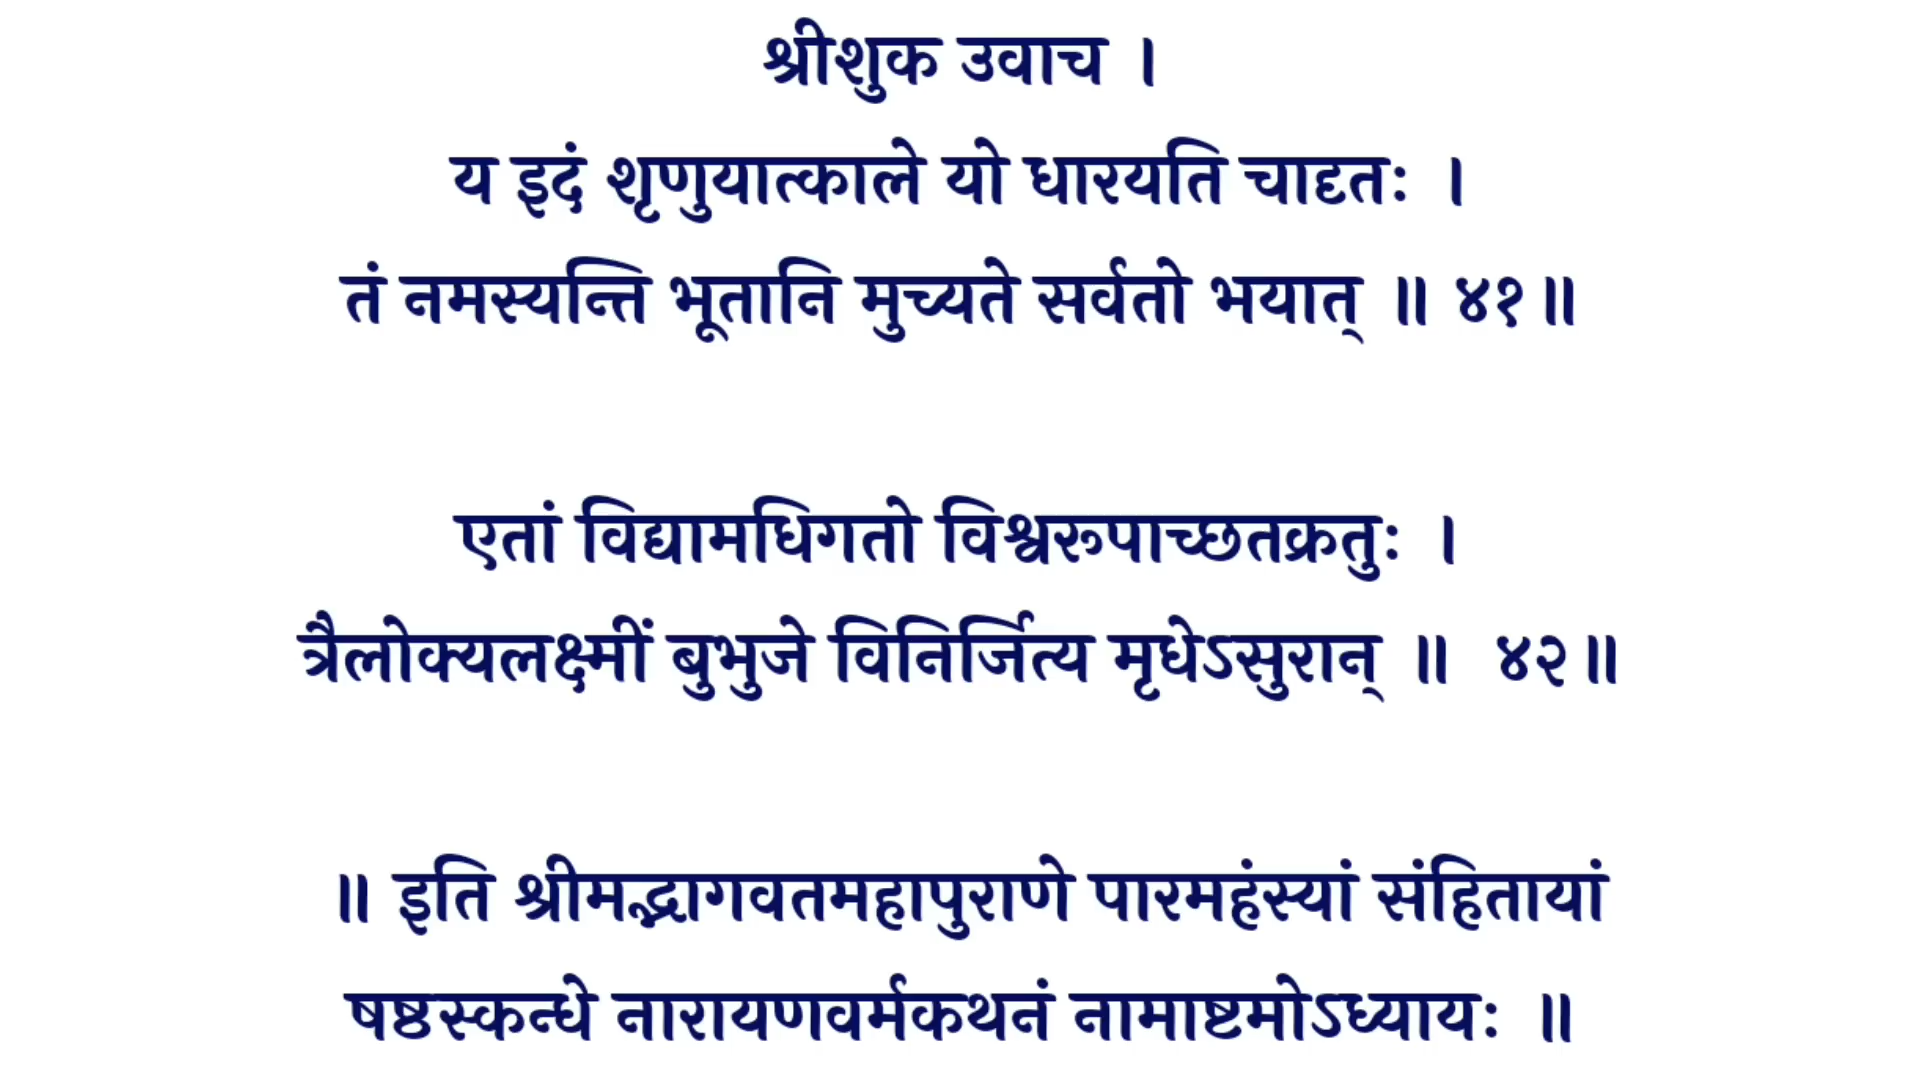 श्रीशुक उवाच ।
य इदं शृणुयात्काले यो धारयति चादृतः ।
तं नमस्यन्ति भूतानि मुच्यते सर्वतो भयात् ॥ ४१॥
एतां विद्यामधिगतो विश्वरूपाच्छतक्रतुः ।
त्रैलोक्यलक्ष्मीं बुभुजे विनिर्जित्य मृधेऽसुरान् ॥ ४२॥
॥ इति श्रीमद्भागवतमहापुराणे पारमहंस्यां संहितायां
षष्ठस्कन्धे नारायणवर्मकथनं नामाष्टमोऽध्यायः ॥